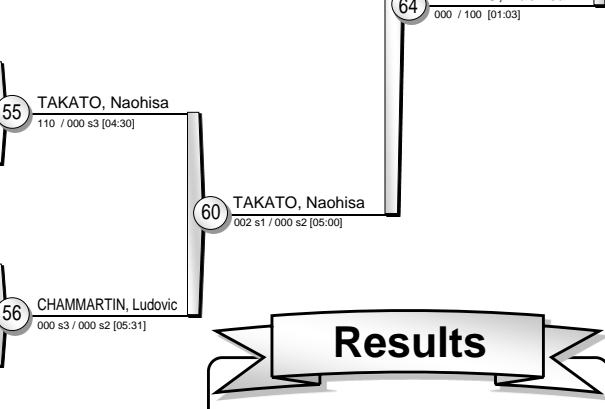 64
000 / 100 [01:03]
55
TAKATO, Naohisa
110 / 000 s3 [04:30]
60
TAKATO, Naohisa
002 s1 / 000 s2 [05:00]
56
CHAMMARTIN, Ludovic
000 s3 / 000 s2 [05:31]
Results